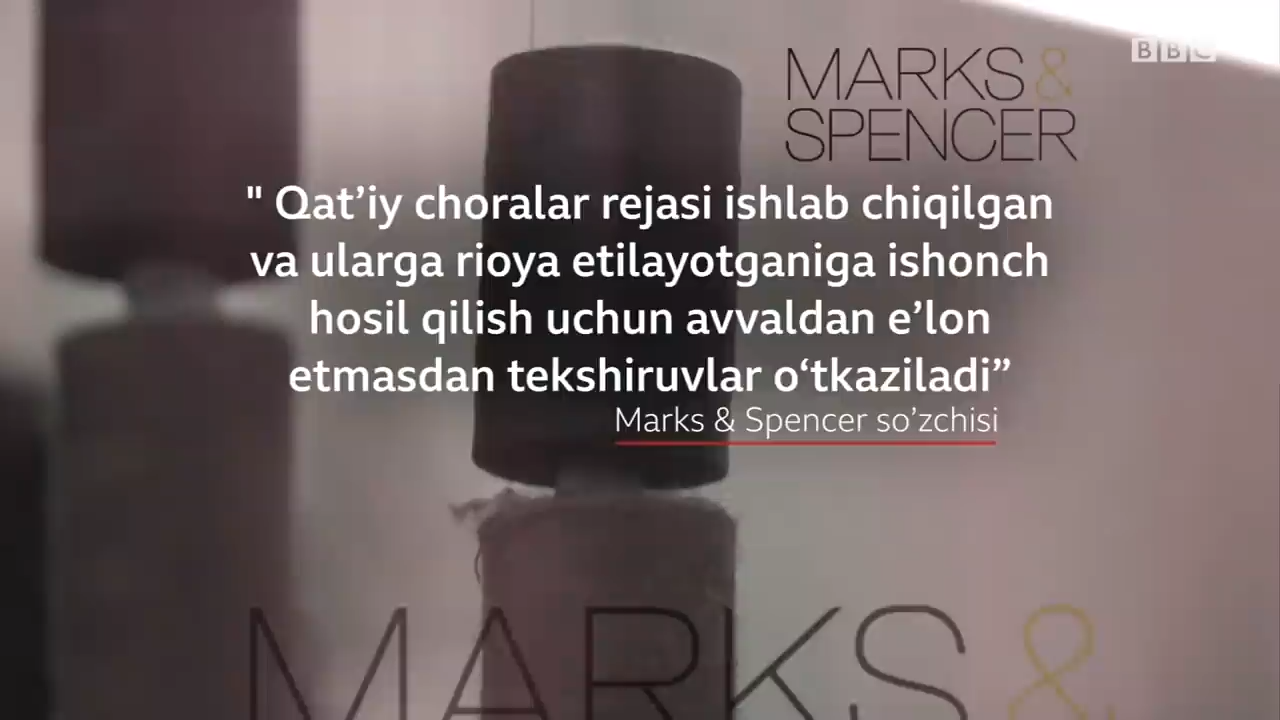 BBC
MARKS &
SPENCER
" Qat’iy choralar rejasi ishlab chiqilgan
va ularga rioya etilayotganiga ishonch
hosil qilish uchun avvaldan e’lon
etmasdan tekshiruvlar o‘tkaziladi”
Marks & Spencer so’zchisi
MARKS &